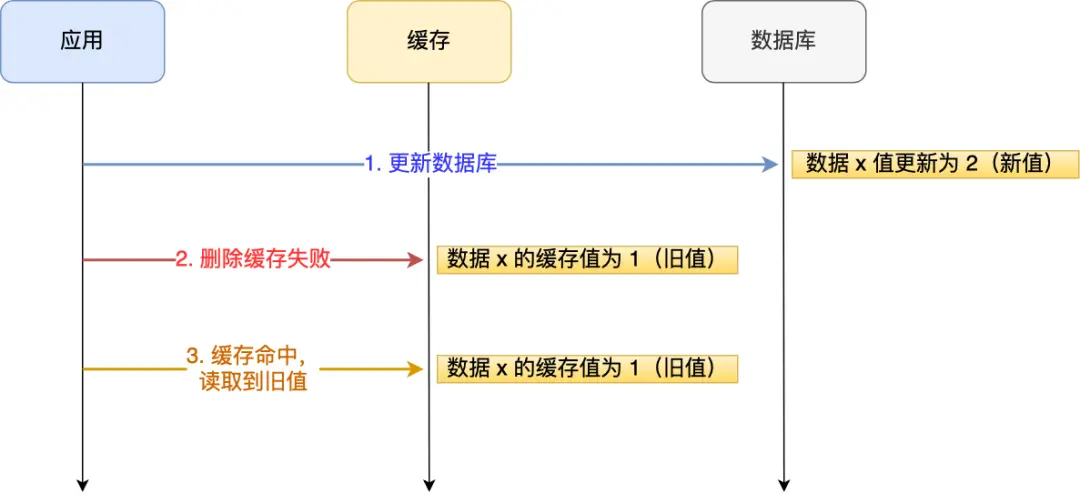 应用
缓存
数据库
1. 更新数据库
数据 x 值更新为 2（新值）
2. 删除缓存失败
数据 x 的缓存值为 1（旧值）
3. 缓存命中，
读取到旧值
数据 x 的缓存值为 1（旧值）